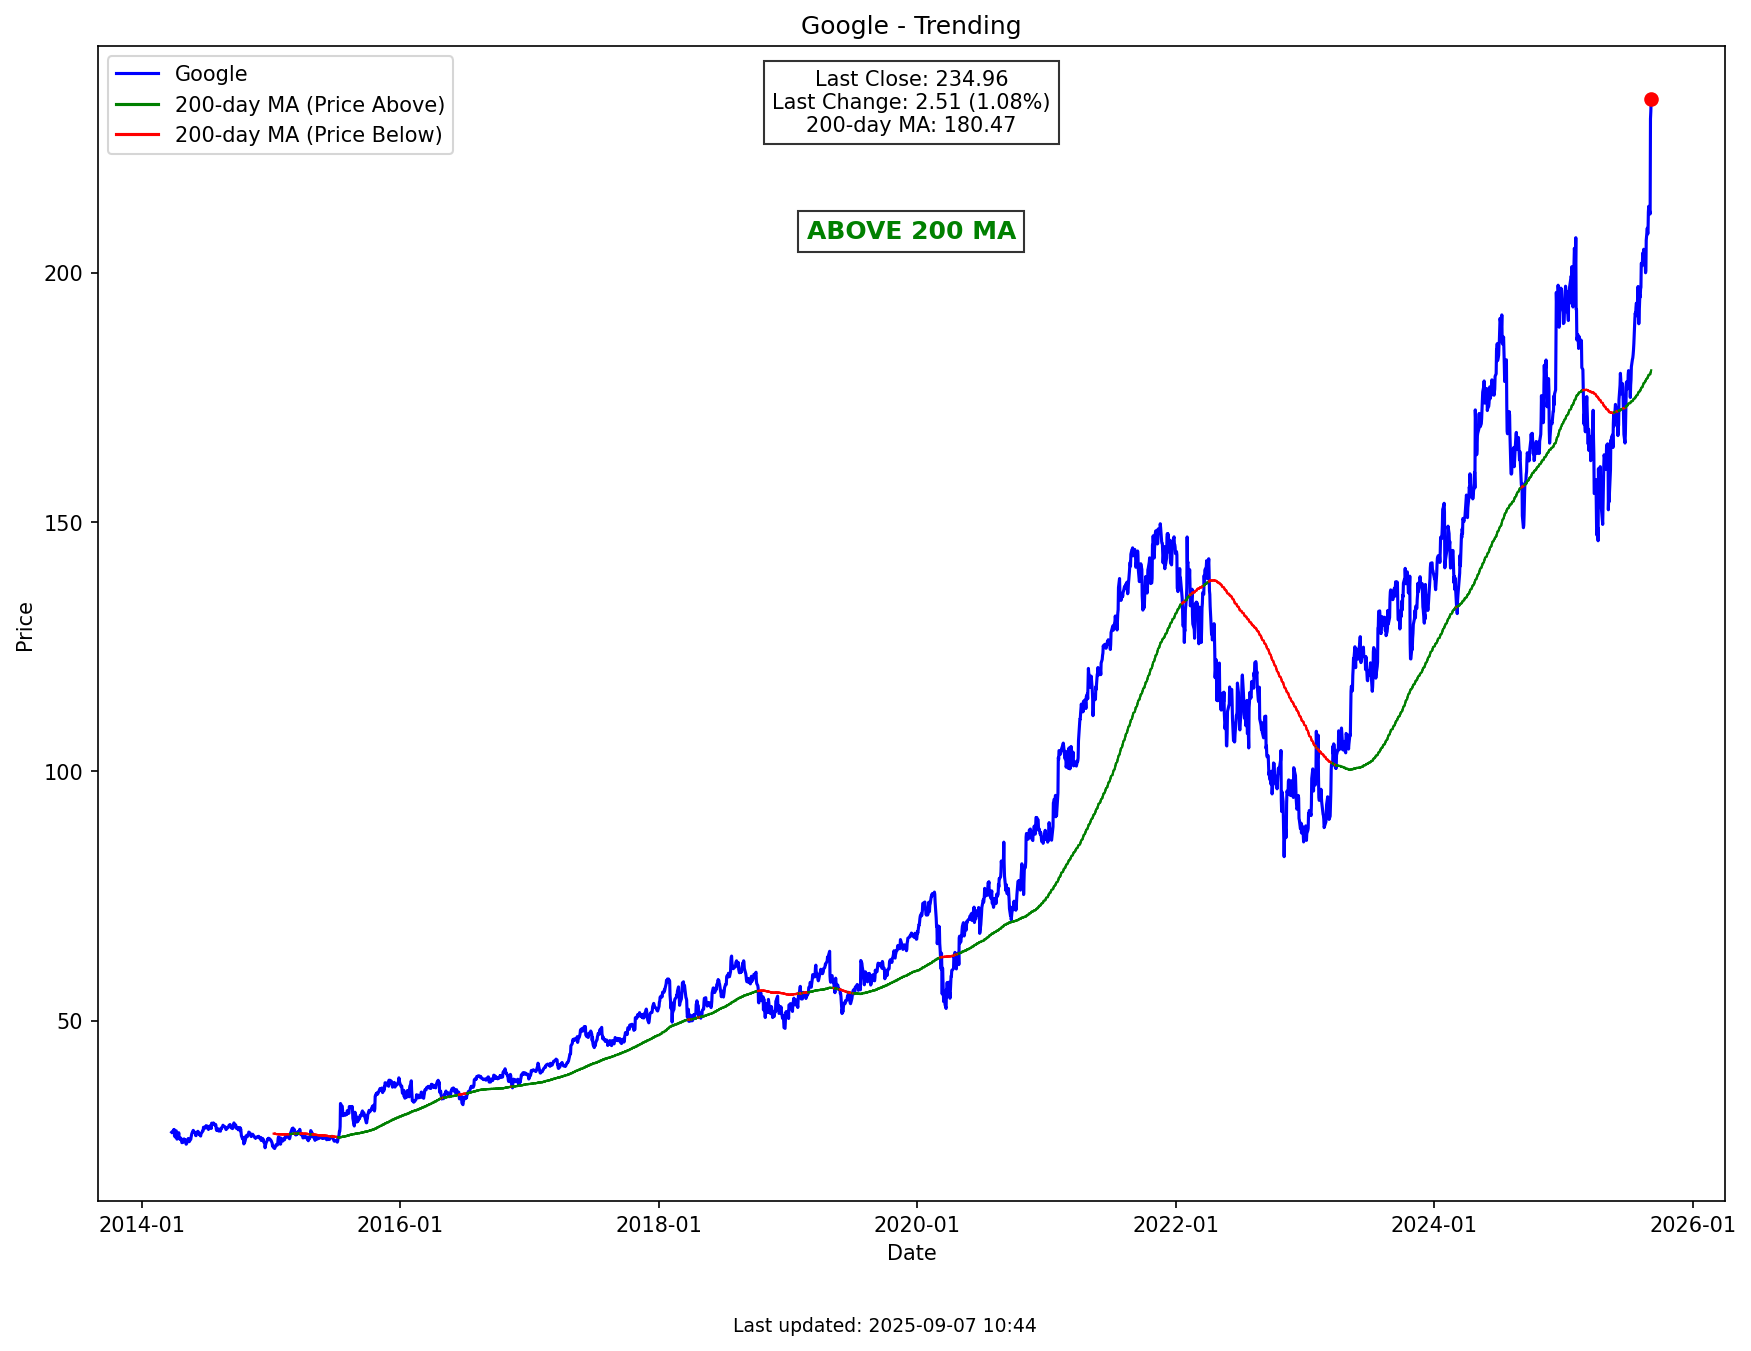 Google - Trending
Google
200-day MA (Price Above)
200-day MA (Price Below)
Last Close: 234.96
Last Change: 2.51 (1.08%)
200-day MA: 180.47
ABOVE 200 MA
Price
200
150
100
50
2014-01
2016-01
2018-01
2020-01
2022-01
2024-01
2026-01
Date
Last updated: 2025-09-07 10:44